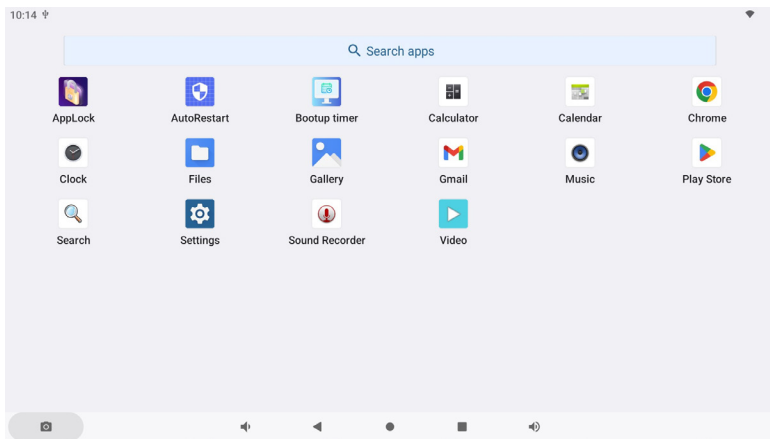 10:14
Search apps
AppLock AutoRestart Bootup timer Calculator Calendar Chrome
Clock Files Gallery Gmail Music Play Store
Search Settings Sound Recorder Video